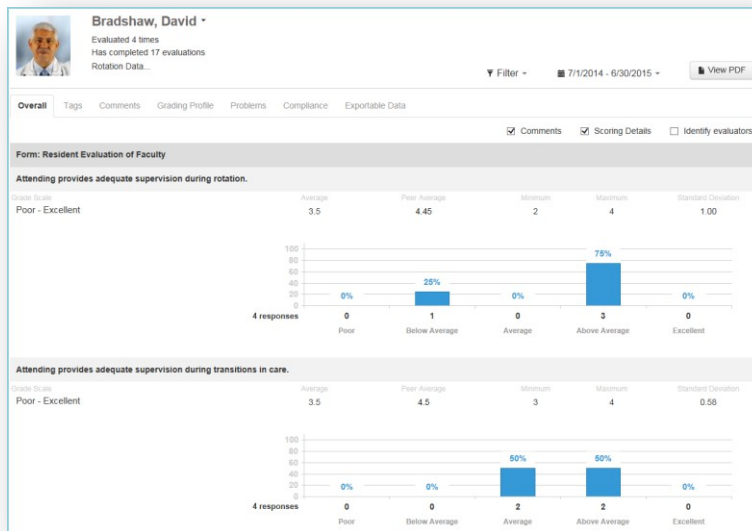 Bradshaw, David
Evaluated 4 times
Has completed 17 evaluations
Rotation Data...
Filter 7/1/2014 - 6/30/2015 View PDF
Overall Tags Comments Grading Profile Problems Compliance Exportable Data
Comments Scoring Details Identify evaluators
Form: Resident Evaluation of Faculty
Attending provides adequate supervision during rotation.
Grade Scale Average Peer Average Minimum Maximum Standard Deviation
Poor - Excellent 3.5 4.45 2 4 1.00
100
80
60
40
20
0
0% 25% 0% 75% 0%
4 responses 0 1 0 3 0
Poor Below Average Average Above Average Excellent
Attending provides adequate supervision during transitions in care.
Grade Scale Average Peer Average Minimum Maximum Standard Deviation
Poor - Excellent 3.5 4.5 3 4 0.58
100
80
60
40
20
0
0% 0% 50% 50% 0%
4 responses 0 0 2 2 0
Poor Below Average Average Above Average Excellent